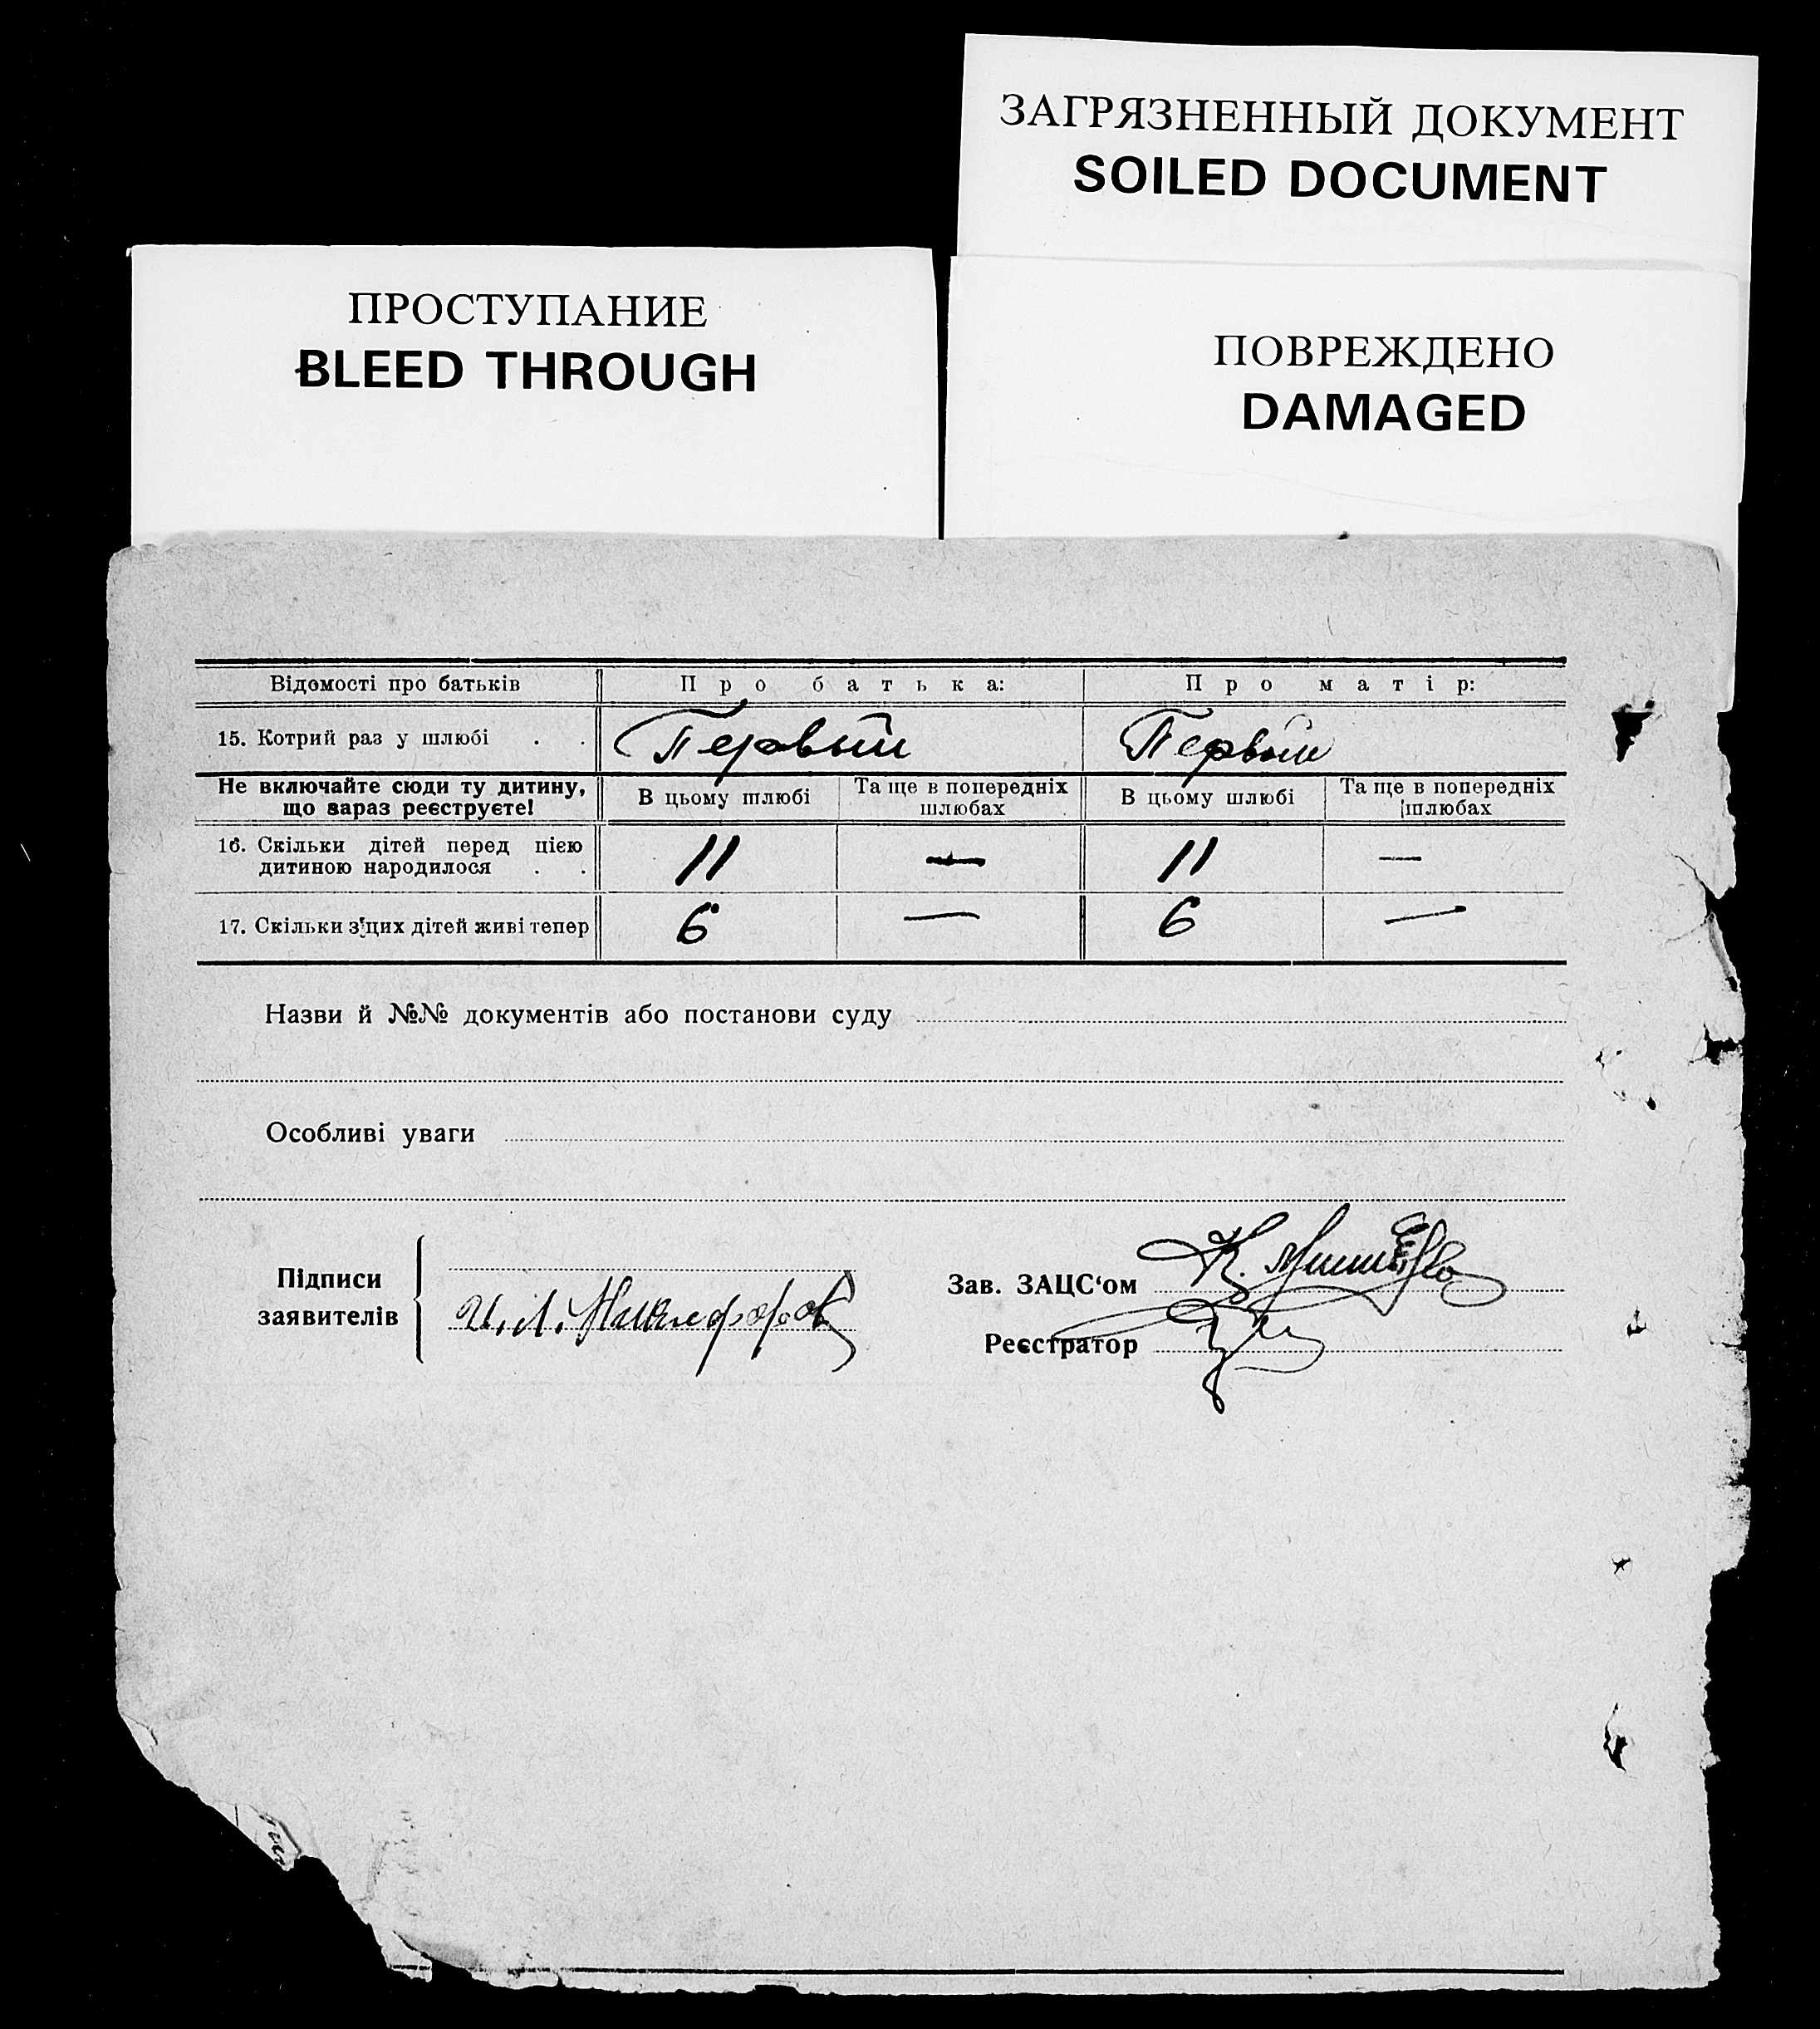 ЗАГРЯЗНЕННЫЙ ДОКУМЕНТ
SOILED DOCUMENT
ПРОСТУПАНИЕ
BLEED THROUGH
ПОВРЕЖДЕНО
DAMAGED
Відомості про батьків Про батька: Про матір:
15. Котрий раз у шлюбі . . Первый Первый
Не включайте сюди ту дитину, що зараз реєструєте!
В цьому шлюбі Та ще в попередніх шлюбах В цьому шлюбі Та ще в попередніх шлюбах
16. Скільки дітей перед цією
дитиною народилося . . 11 — 11 —
17. Скільки з цих дітей живі тепер 6 — 6 —
Назви й №№ документів або постанови суду
Особливі уваги
Підписи
заявителів
И. Л. Никифоров
Зав. ЗАЦС‘ом
Реєстратор